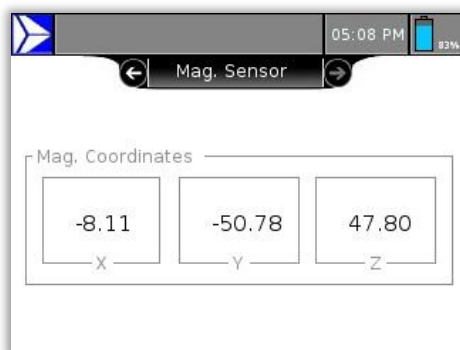 05:08 PM 83%
Mag. Sensor
Mag. Coordinates
-8.11 -50.78 47.80
X Y Z